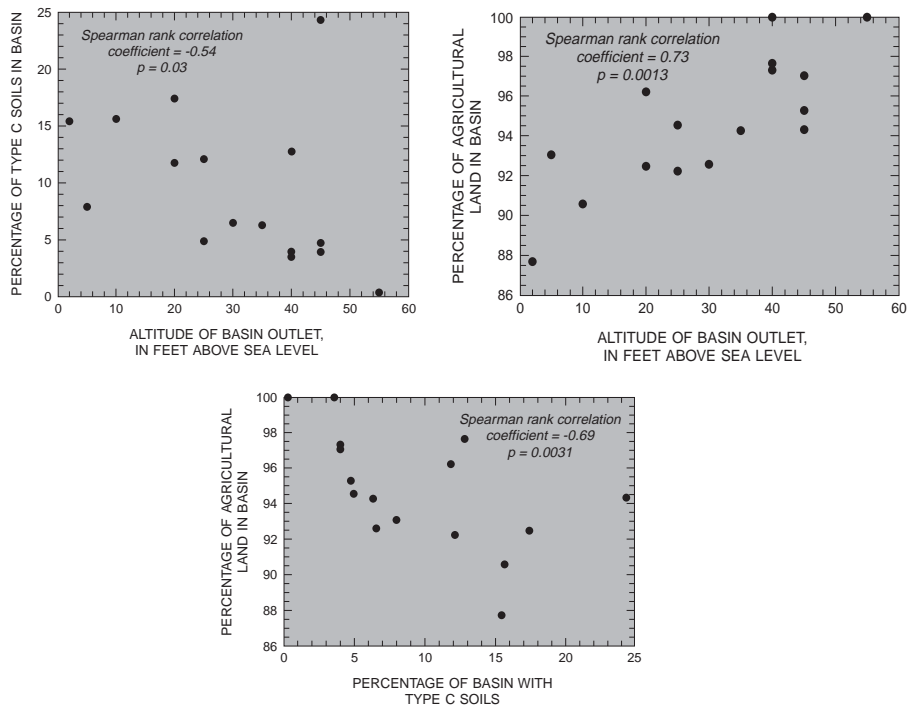 PERCENTAGE OF TYPE C SOILS IN BASIN
25
20
15
10
5
0
Spearman rank correlation
coefficient = -0.54
p = 0.03
0 10 20 30 40 50 60
ALTITUDE OF BASIN OUTLET,
IN FEET ABOVE SEA LEVEL
PERCENTAGE OF AGRICULTURAL
LAND IN BASIN
100
98
96
94
92
90
88
86
Spearman rank correlation
coefficient = 0.73
p = 0.0013
0 10 20 30 40 50 60
ALTITUDE OF BASIN OUTLET,
IN FEET ABOVE SEA LEVEL
PERCENTAGE OF AGRICULTURAL
LAND IN BASIN
100
98
96
94
92
90
88
86
Spearman rank correlation
coefficient = -0.69
p = 0.0031
0 5 10 15 20 25
PERCENTAGE OF BASIN WITH
TYPE C SOILS